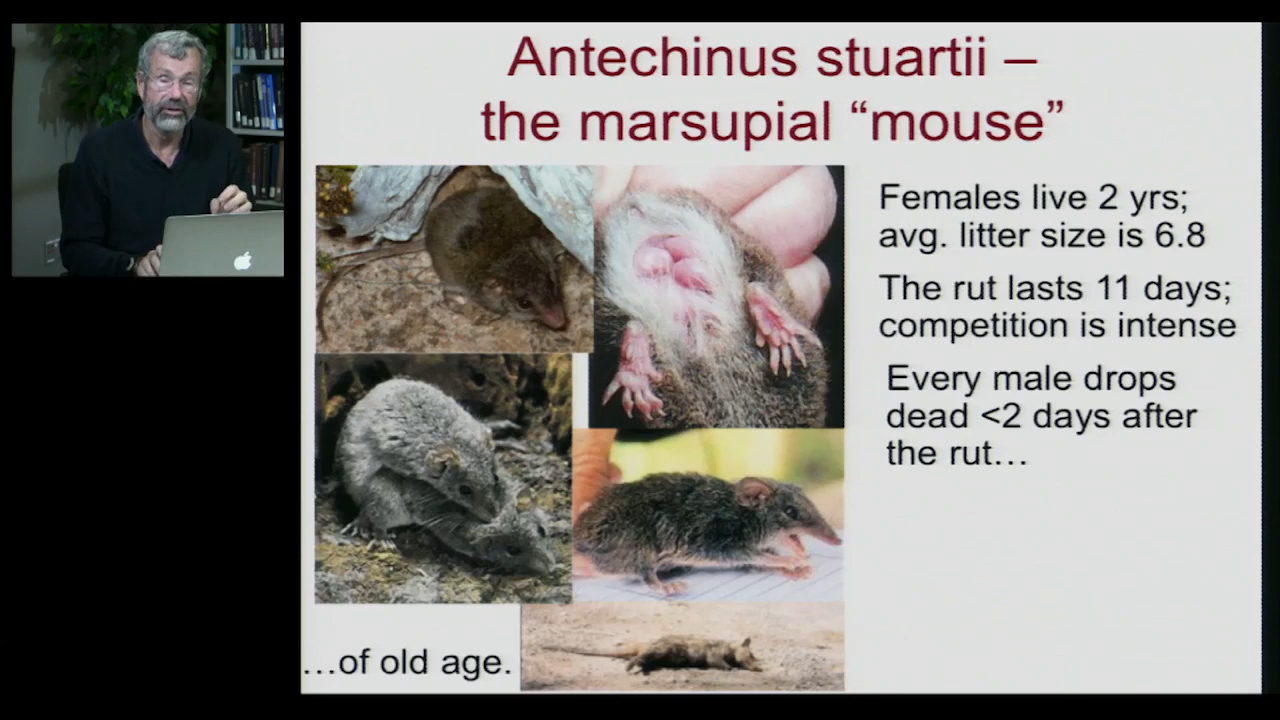 Antechinus stuartii –
the marsupial “mouse”
Females live 2 yrs;
avg. litter size is 6.8
The rut lasts 11 days;
competition is intense
Every male drops
dead <2 days after
the rut…
…of old age.